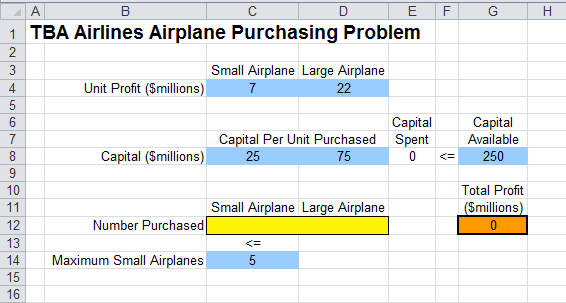 A B C D E F G H
1 TBA Airlines Airplane Purchasing Problem
2
3 Small Airplane Large Airplane
4 Unit Profit ($millions) 7 22
5
6 Capital Capital
7 Capital Per Unit Purchased Spent Available
8 Capital ($millions) 25 75 0 <= 250
9
10 Total Profit
11 Small Airplane Large Airplane ($millions)
12 Number Purchased 0
13 <=
14 Maximum Small Airplanes 5
15
16